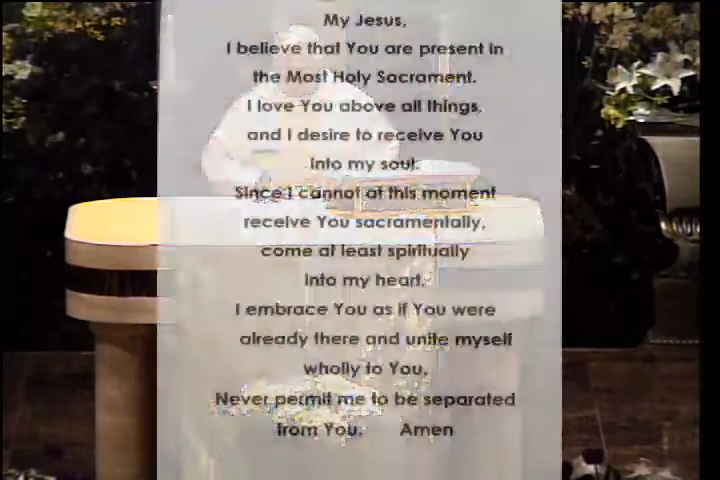 My Jesus,
I believe that You are present in
the Most Holy Sacrament.
I love You above all things,
and I desire to receive You
into my soul.
Since I cannot at this moment
receive You sacramentally,
come at least spiritually
into my heart.
I embrace You as if You were
already there and unite myself
wholly to You.
Never permit me to be separated
from You. Amen